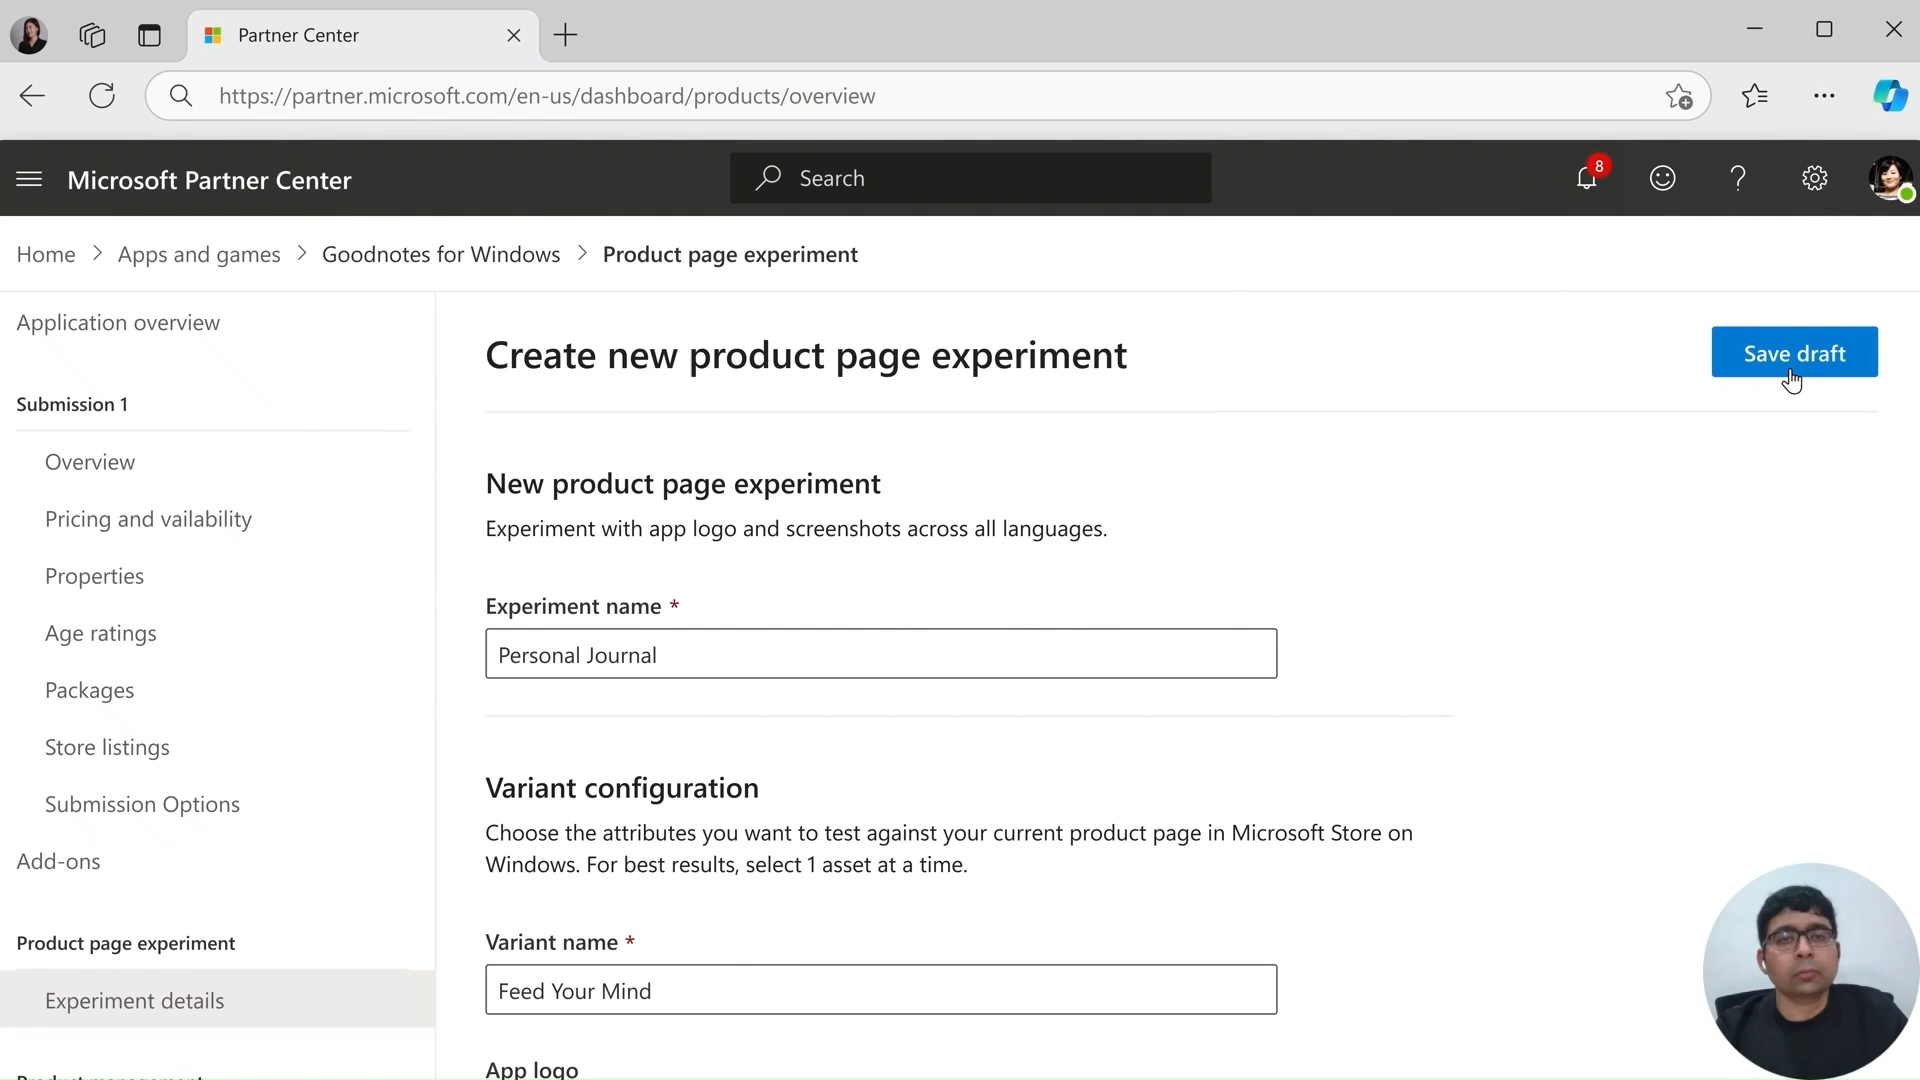 Partner Center
https://partner.microsoft.com/en-us/dashboard/products/overview
Microsoft Partner Center
Search
8
Home > Apps and games > Goodnotes for Windows > Product page experiment
Application overview
Submission 1
Overview
Pricing and vailability
Properties
Age ratings
Packages
Store listings
Submission Options
Add-ons
Product page experiment
Experiment details
Product management
Create new product page experiment
Save draft
New product page experiment
Experiment with app logo and screenshots across all languages.
Experiment name *
Personal Journal
Variant configuration
Choose the attributes you want to test against your current product page in Microsoft Store on
Windows. For best results, select 1 asset at a time.
Variant name *
Feed Your Mind
App logo